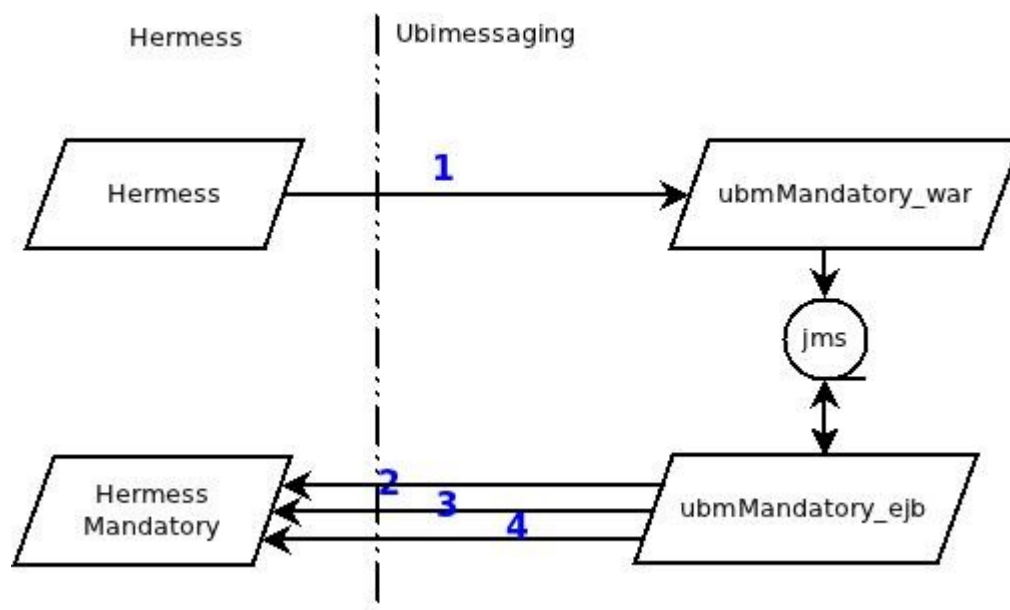 Hermess
Ubimessaging
1
Hermess
ubmMandatory_war
jms
2
3
4
Hermess
Mandatory
ubmMandatory_ejb